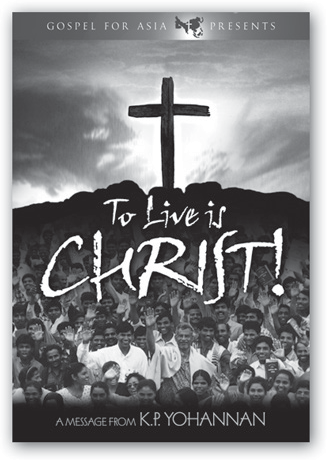 GOSPEL FOR ASIA PRESENTS
To Live is
CHRIST!
A MESSAGE FROM K.P. YOHANNAN